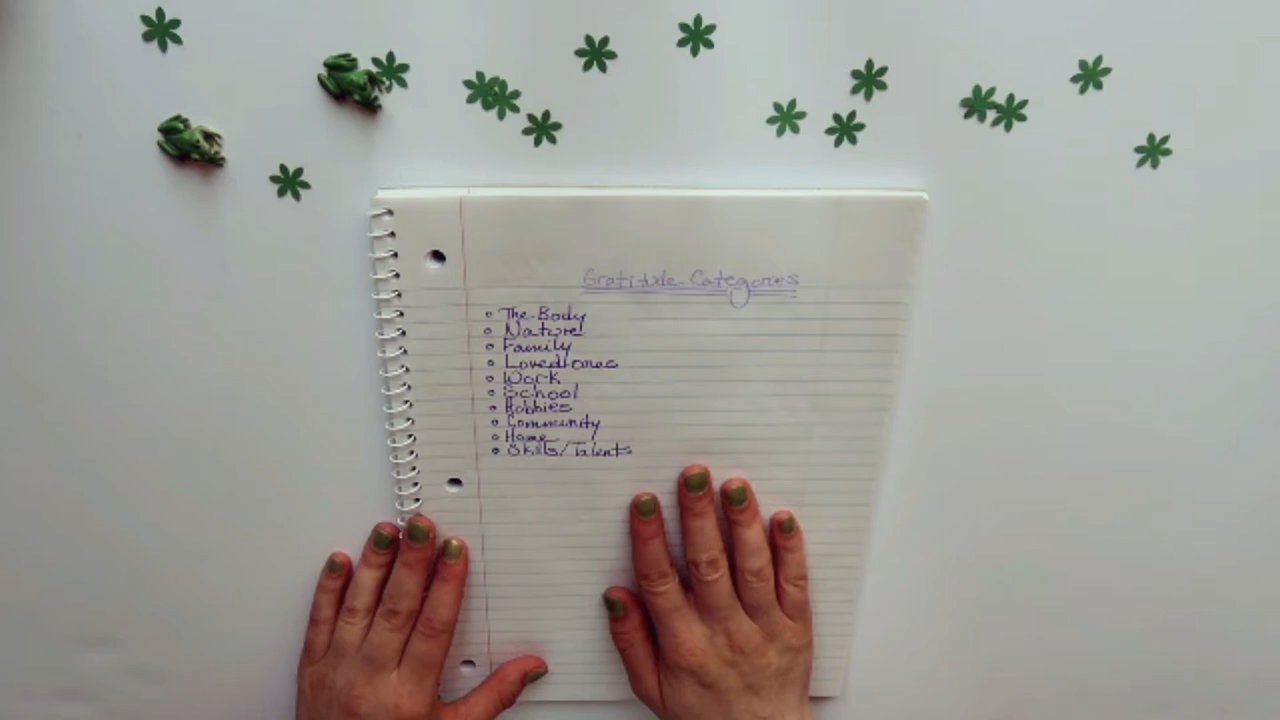 Gratitude Categories
The Body
Nature
Family
Loved ones
Work
School
Hobbies
Community
Home
Skills/Talents